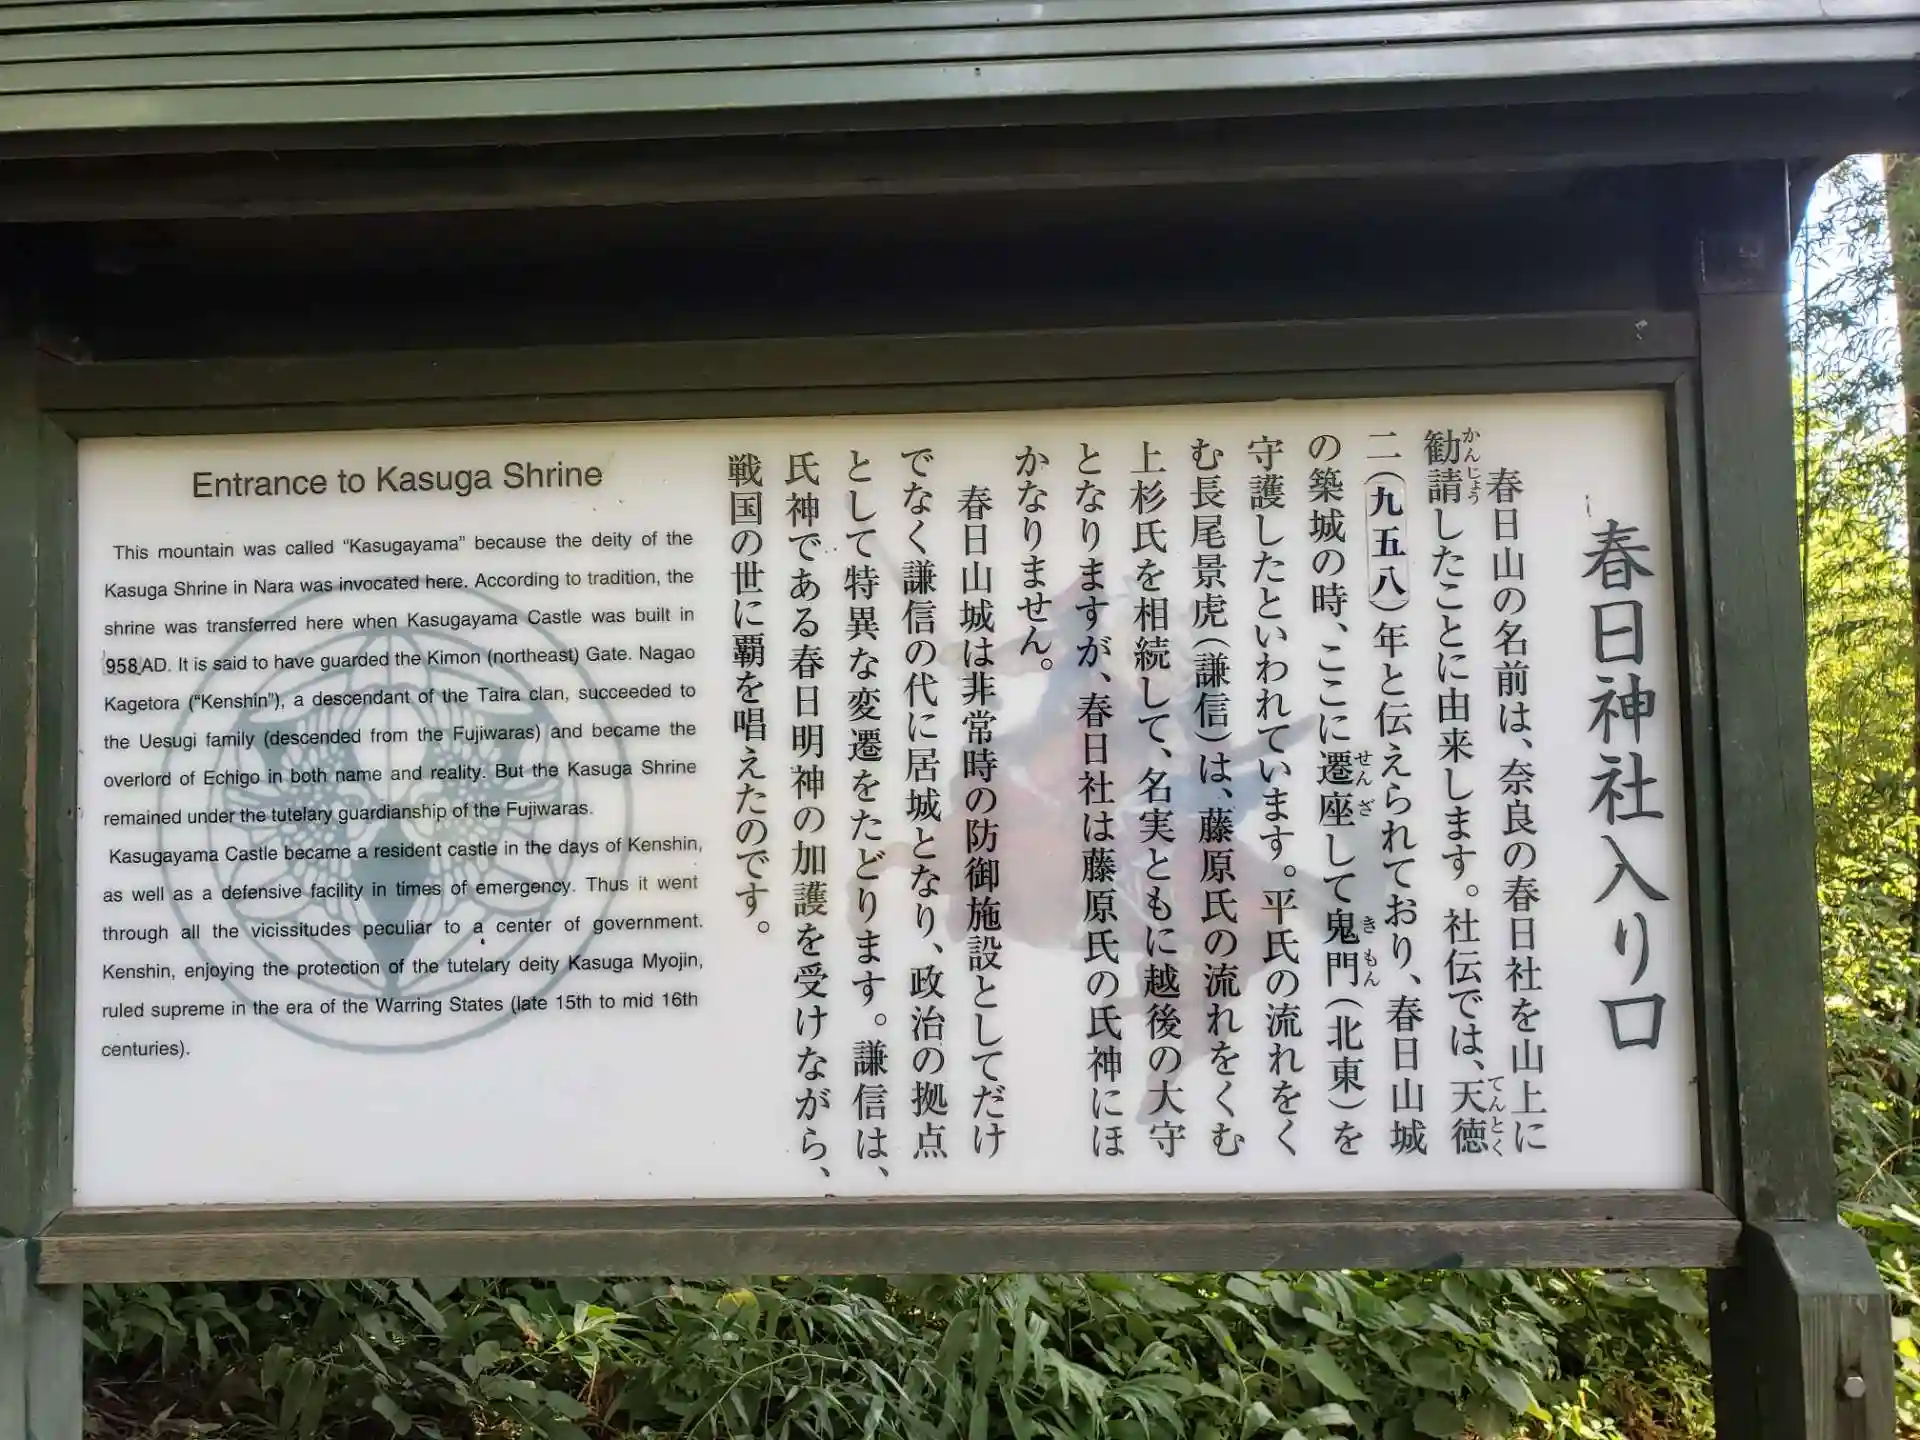 春日神社入り口
春日山の名前は、奈良の春日社を山上に
勧請したことに由来します。社伝では、天徳
かんじょう
てんとく
二(九五八)年と伝えられており、春日山城
の築城の時、ここに遷座して鬼門(北東)を
せんざ
きもん
守護したといわれています。平氏の流れをく
む長尾景虎(謙信)は、藤原氏の流れをくむ
上杉氏を相続して、名実ともに越後の大守
となりますが、春日社は藤原氏の氏神にほ
かなりません。
春日山城は非常時の防御施設としてだけ
でなく謙信の代に居城となり、政治の拠点
として特異な変遷をたどります。謙信は、
氏神である春日明神の加護を受けながら、
戦国の世に覇を唱えたのです。
Entrance to Kasuga Shrine
This mountain was called “Kasugayama” because the deity of the
Kasuga Shrine in Nara was invocated here. According to tradition, the
shrine was transferred here when Kasugayama Castle was built in
958 AD. It is said to have guarded the Kimon (northeast) Gate. Nagao
Kagetora (“Kenshin”), a descendant of the Taira clan, succeeded to
the Uesugi family (descended from the Fujiwaras) and became the
overlord of Echigo in both name and reality. But the Kasuga Shrine
remained under the tutelary guardianship of the Fujiwaras.
Kasugayama Castle became a resident castle in the days of Kenshin,
as well as a defensive facility in times of emergency. Thus it went
through all the vicissitudes peculiar to a center of government.
Kenshin, enjoying the protection of the tutelary deity Kasuga Myojin,
ruled supreme in the era of the Warring States (late 15th to mid 16th
centuries).